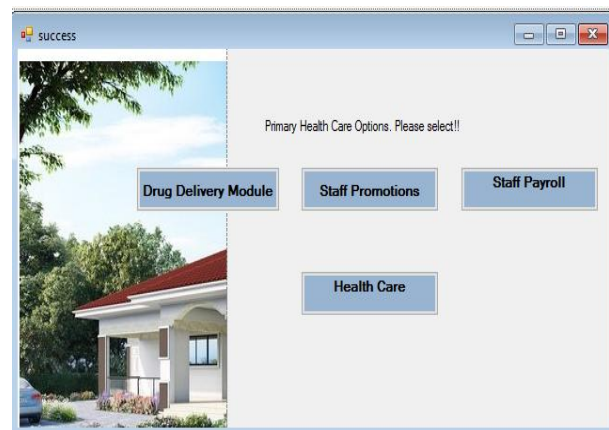 success
Primary Health Care Options. Please select!!
Drug Delivery Module
Staff Promotions
Staff Payroll
Health Care